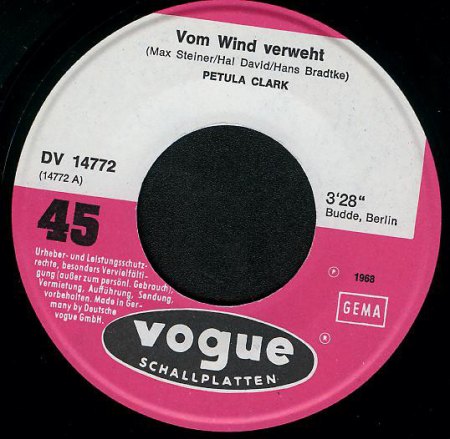 Vom Wind verweht
(Max Steiner/Hal David/Hans Bradtke)
PETULA CLARK
DV 14772
(14772 A)
3'28"
Budde, Berlin
45
Urheber- und Leistungsschutz-
rechte, besonders Vervielfälti-
gung (außer zum persönl. Gebrauch),
Vermietung, Aufführung, Sendung,
vorbehalten. Made in Ger-
many by Deutsche
vogue GmbH.
Ⓟ 1968
GEMA
vogue
SCHALLPLATTEN